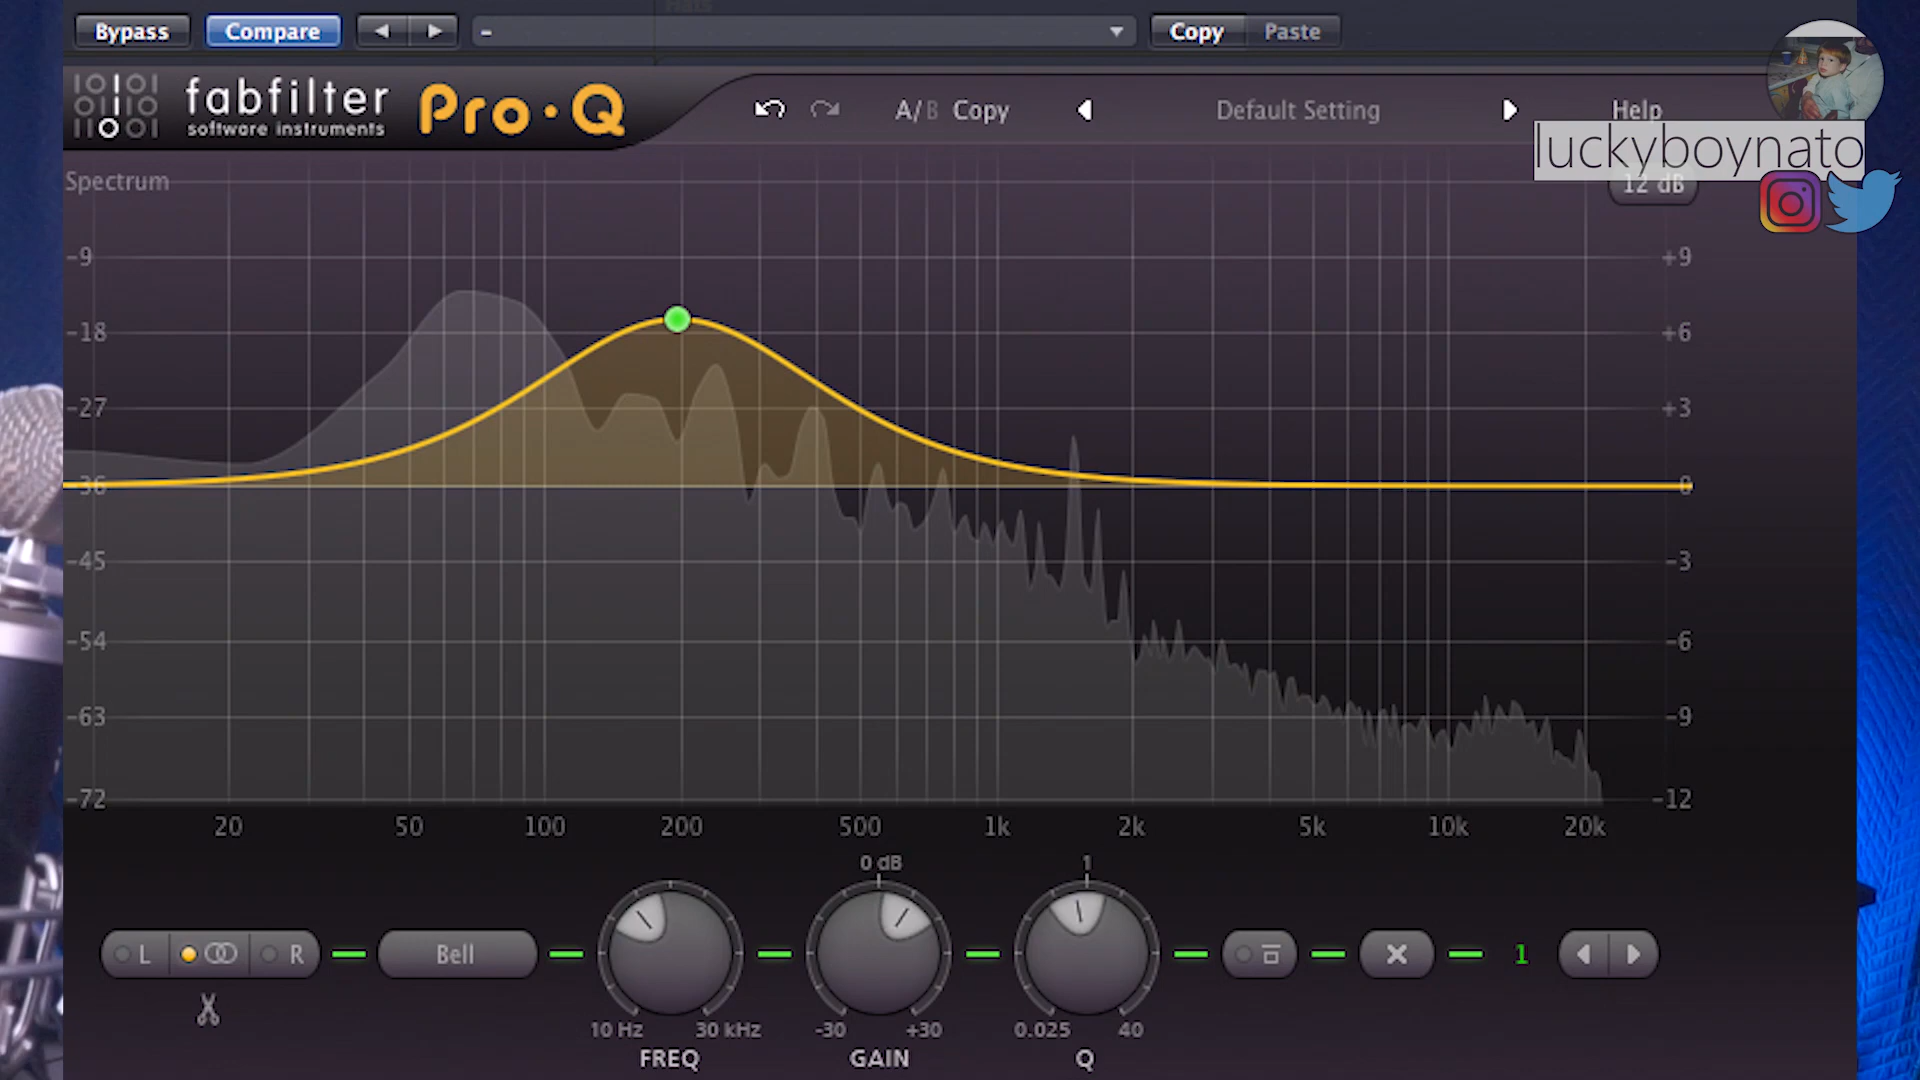 Bypass Compare - Copy Paste
fabfilter Pro·Q
software instruments
A/B Copy Default Setting Help
luckyboynato
Spectrum 12 dB
-9 +9
-18 +6
-27 +3
-36 0
-45 -3
-54 -6
-63 -9
-72 -12
20 50 100 200 500 1k 2k 5k 10k 20k
0 dB 1
L R Bell 1
10 Hz 30 kHz -30 +30 0.025 40
FREQ GAIN Q